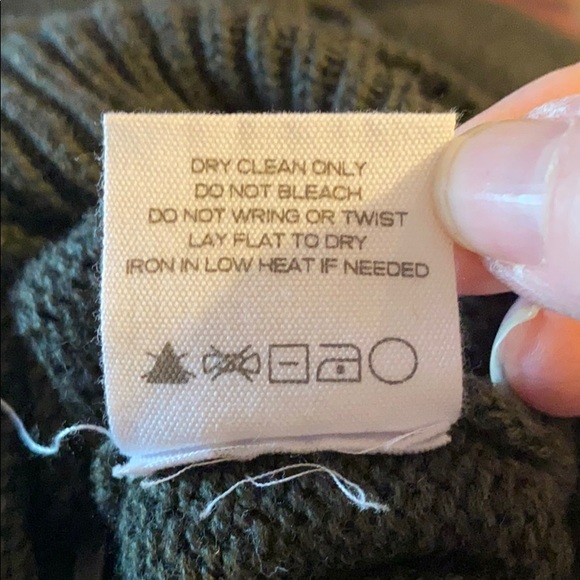 DRY CLEAN ONLY
DO NOT BLEACH
DO NOT WRING OR TWIST
LAY FLAT TO DRY
IRON IN LOW HEAT IF NEEDED